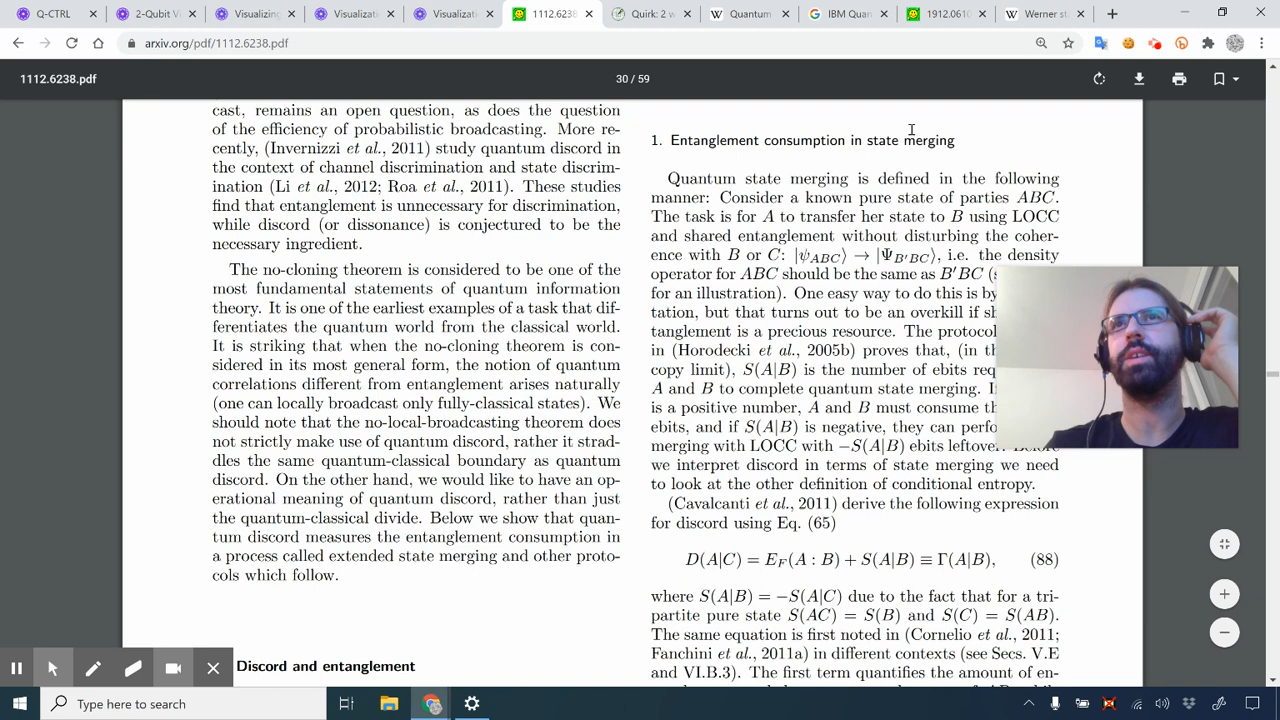 Q-CTRL
2-Qubit Vi
Visualizing
Visualizati
Visualizati
1112.6238
Quirk: 2 w
Quantum
IBM Quan
1912.0610
Werner sta
arxiv.org/pdf/1112.6238.pdf
1112.6238.pdf
30 / 59
cast, remains an open question, as does the question
of the efficiency of probabilistic broadcasting. More re-
cently, (Invernizzi et al., 2011) study quantum discord in
the context of channel discrimination and state discrim-
ination (Li et al., 2012; Roa et al., 2011). These studies
find that entanglement is unnecessary for discrimination,
while discord (or dissonance) is conjectured to be the
necessary ingredient.
The no-cloning theorem is considered to be one of the
most fundamental statements of quantum information
theory. It is one of the earliest examples of a task that dif-
ferentiates the quantum world from the classical world.
It is striking that when the no-cloning theorem is con-
sidered in its most general form, the notion of quantum
correlations different from entanglement arises naturally
(one can locally broadcast only fully-classical states). We
should note that the no-local-broadcasting theorem does
not strictly make use of quantum discord, rather it strad-
dles the same quantum-classical boundary as quantum
discord. On the other hand, we would like to have an op-
erational meaning of quantum discord, rather than just
the quantum-classical divide. Below we show that quan-
tum discord measures the entanglement consumption in
a process called extended state merging and other proto-
cols which follow.
Discord and entanglement
1. Entanglement consumption in state merging
Quantum state merging is defined in the following
manner: Consider a known pure state of parties ABC.
The task is for A to transfer her state to B using LOCC
and shared entanglement without disturbing the coher-
ence with B or C: |ψABC⟩ → |ΨB′BC⟩, i.e. the density
operator for ABC should be the same as B′BC (s
for an illustration). One easy way to do this is by
tation, but that turns out to be an overkill if s
tanglement is a precious resource. The protocol
in (Horodecki et al., 2005b) proves that, (in th
copy limit), S(A|B) is the number of ebits req
A and B to complete quantum state merging. I
is a positive number, A and B must consume th
ebits, and if S(A|B) is negative, they can perfo
merging with LOCC with −S(A|B) ebits leftover. Before
we interpret discord in terms of state merging we need
to look at the other definition of conditional entropy.
(Cavalcanti et al., 2011) derive the following expression
for discord using Eq. (65)
D(A|C) = EF(A : B) + S(A|B) ≡ Γ(A|B), (88)
where S(A|B) = −S(A|C) due to the fact that for a tri-
partite pure state S(AC) = S(B) and S(C) = S(AB).
The same equation is first noted in (Cornelio et al., 2011;
Fanchini et al., 2011a) in different contexts (see Secs. V.E
and VI.B.3). The first term quantifies the amount of en-
Type here to search